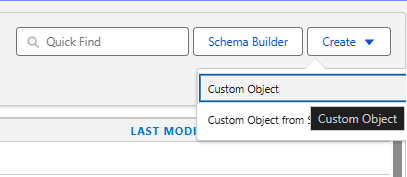 Quick Find
Schema Builder
Create
Custom Object
Custom Object from
Custom Object
LAST MODI